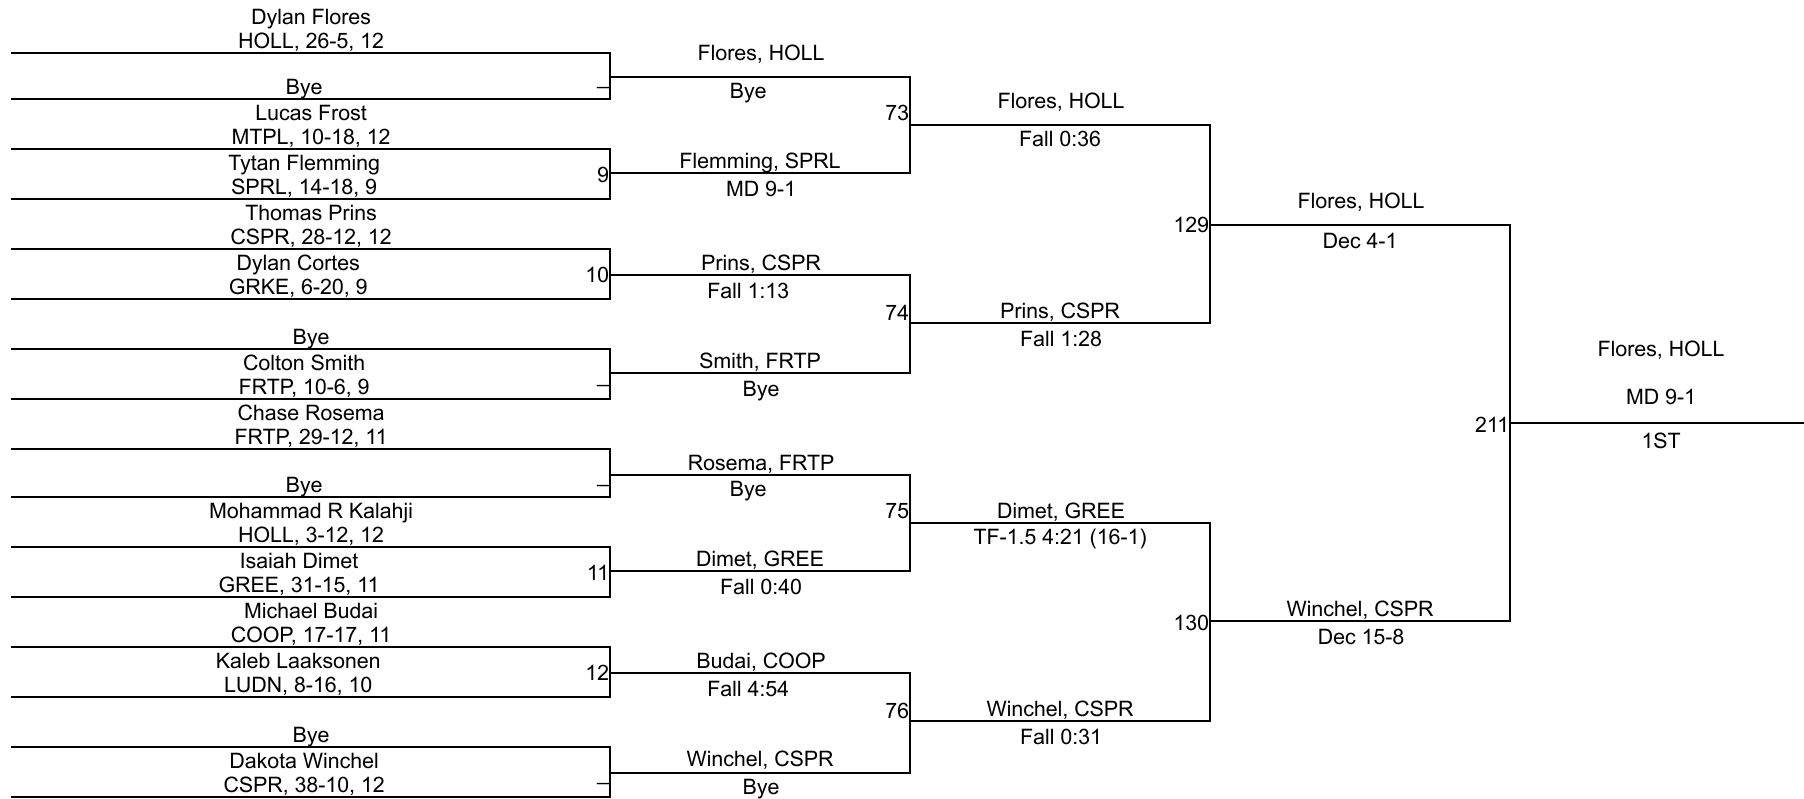 Dylan Flores
HOLL, 26-5, 12
Bye
Lucas Frost
MTPL, 10-18, 12
Tytan Flemming
SPRL, 14-18, 9
Thomas Prins
CSPR, 28-12, 12
Dylan Cortes
GRKE, 6-20, 9
Bye
Colton Smith
FRTP, 10-6, 9
Chase Rosema
FRTP, 29-12, 11
Bye
Mohammad R Kalahji
HOLL, 3-12, 12
Isaiah Dimet
GREE, 31-15, 11
Michael Budai
COOP, 17-17, 11
Kaleb Laaksonen
LUDN, 8-16, 10
Bye
Dakota Winchel
CSPR, 38-10, 12
–
9
10
–
–
11
12
–
Flores, HOLL
Bye
Flemming, SPRL
MD 9-1
Prins, CSPR
Fall 1:13
Smith, FRTP
Bye
Rosema, FRTP
Bye
Dimet, GREE
Fall 0:40
Budai, COOP
Fall 4:54
Winchel, CSPR
Bye
73
74
75
76
Flores, HOLL
Fall 0:36
Prins, CSPR
Fall 1:28
Dimet, GREE
TF-1.5 4:21 (16-1)
Winchel, CSPR
Fall 0:31
129
130
Flores, HOLL
Dec 4-1
Winchel, CSPR
Dec 15-8
211
Flores, HOLL
MD 9-1
1ST